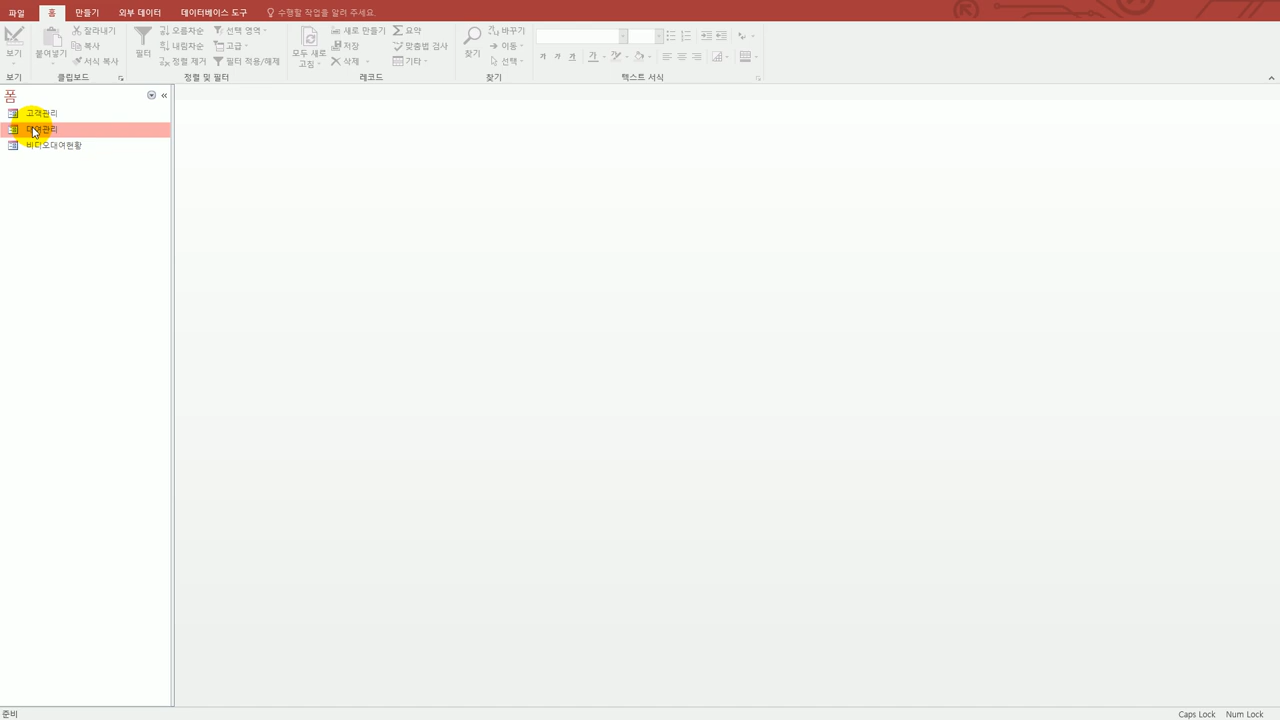 파일 홈 만들기 외부 데이터 데이터베이스 도구 수행할 작업을 알려 주세요.
보기
붙여넣기
잘라내기
복사
서식 복사
필터
오름차순
내림차순
정렬 제거
선택 영역
고급
필터 적용/해제
모두 새로
고침
새로 만들기
저장
삭제
요약
맞춤법 검사
기타
찾기
바꾸기
이동
선택
가 가 가 가
보기 클립보드 정렬 및 필터 레코드 찾기 텍스트 서식
폼
고객관리
관리
비디오대여현황
준비 Caps Lock Num Lock